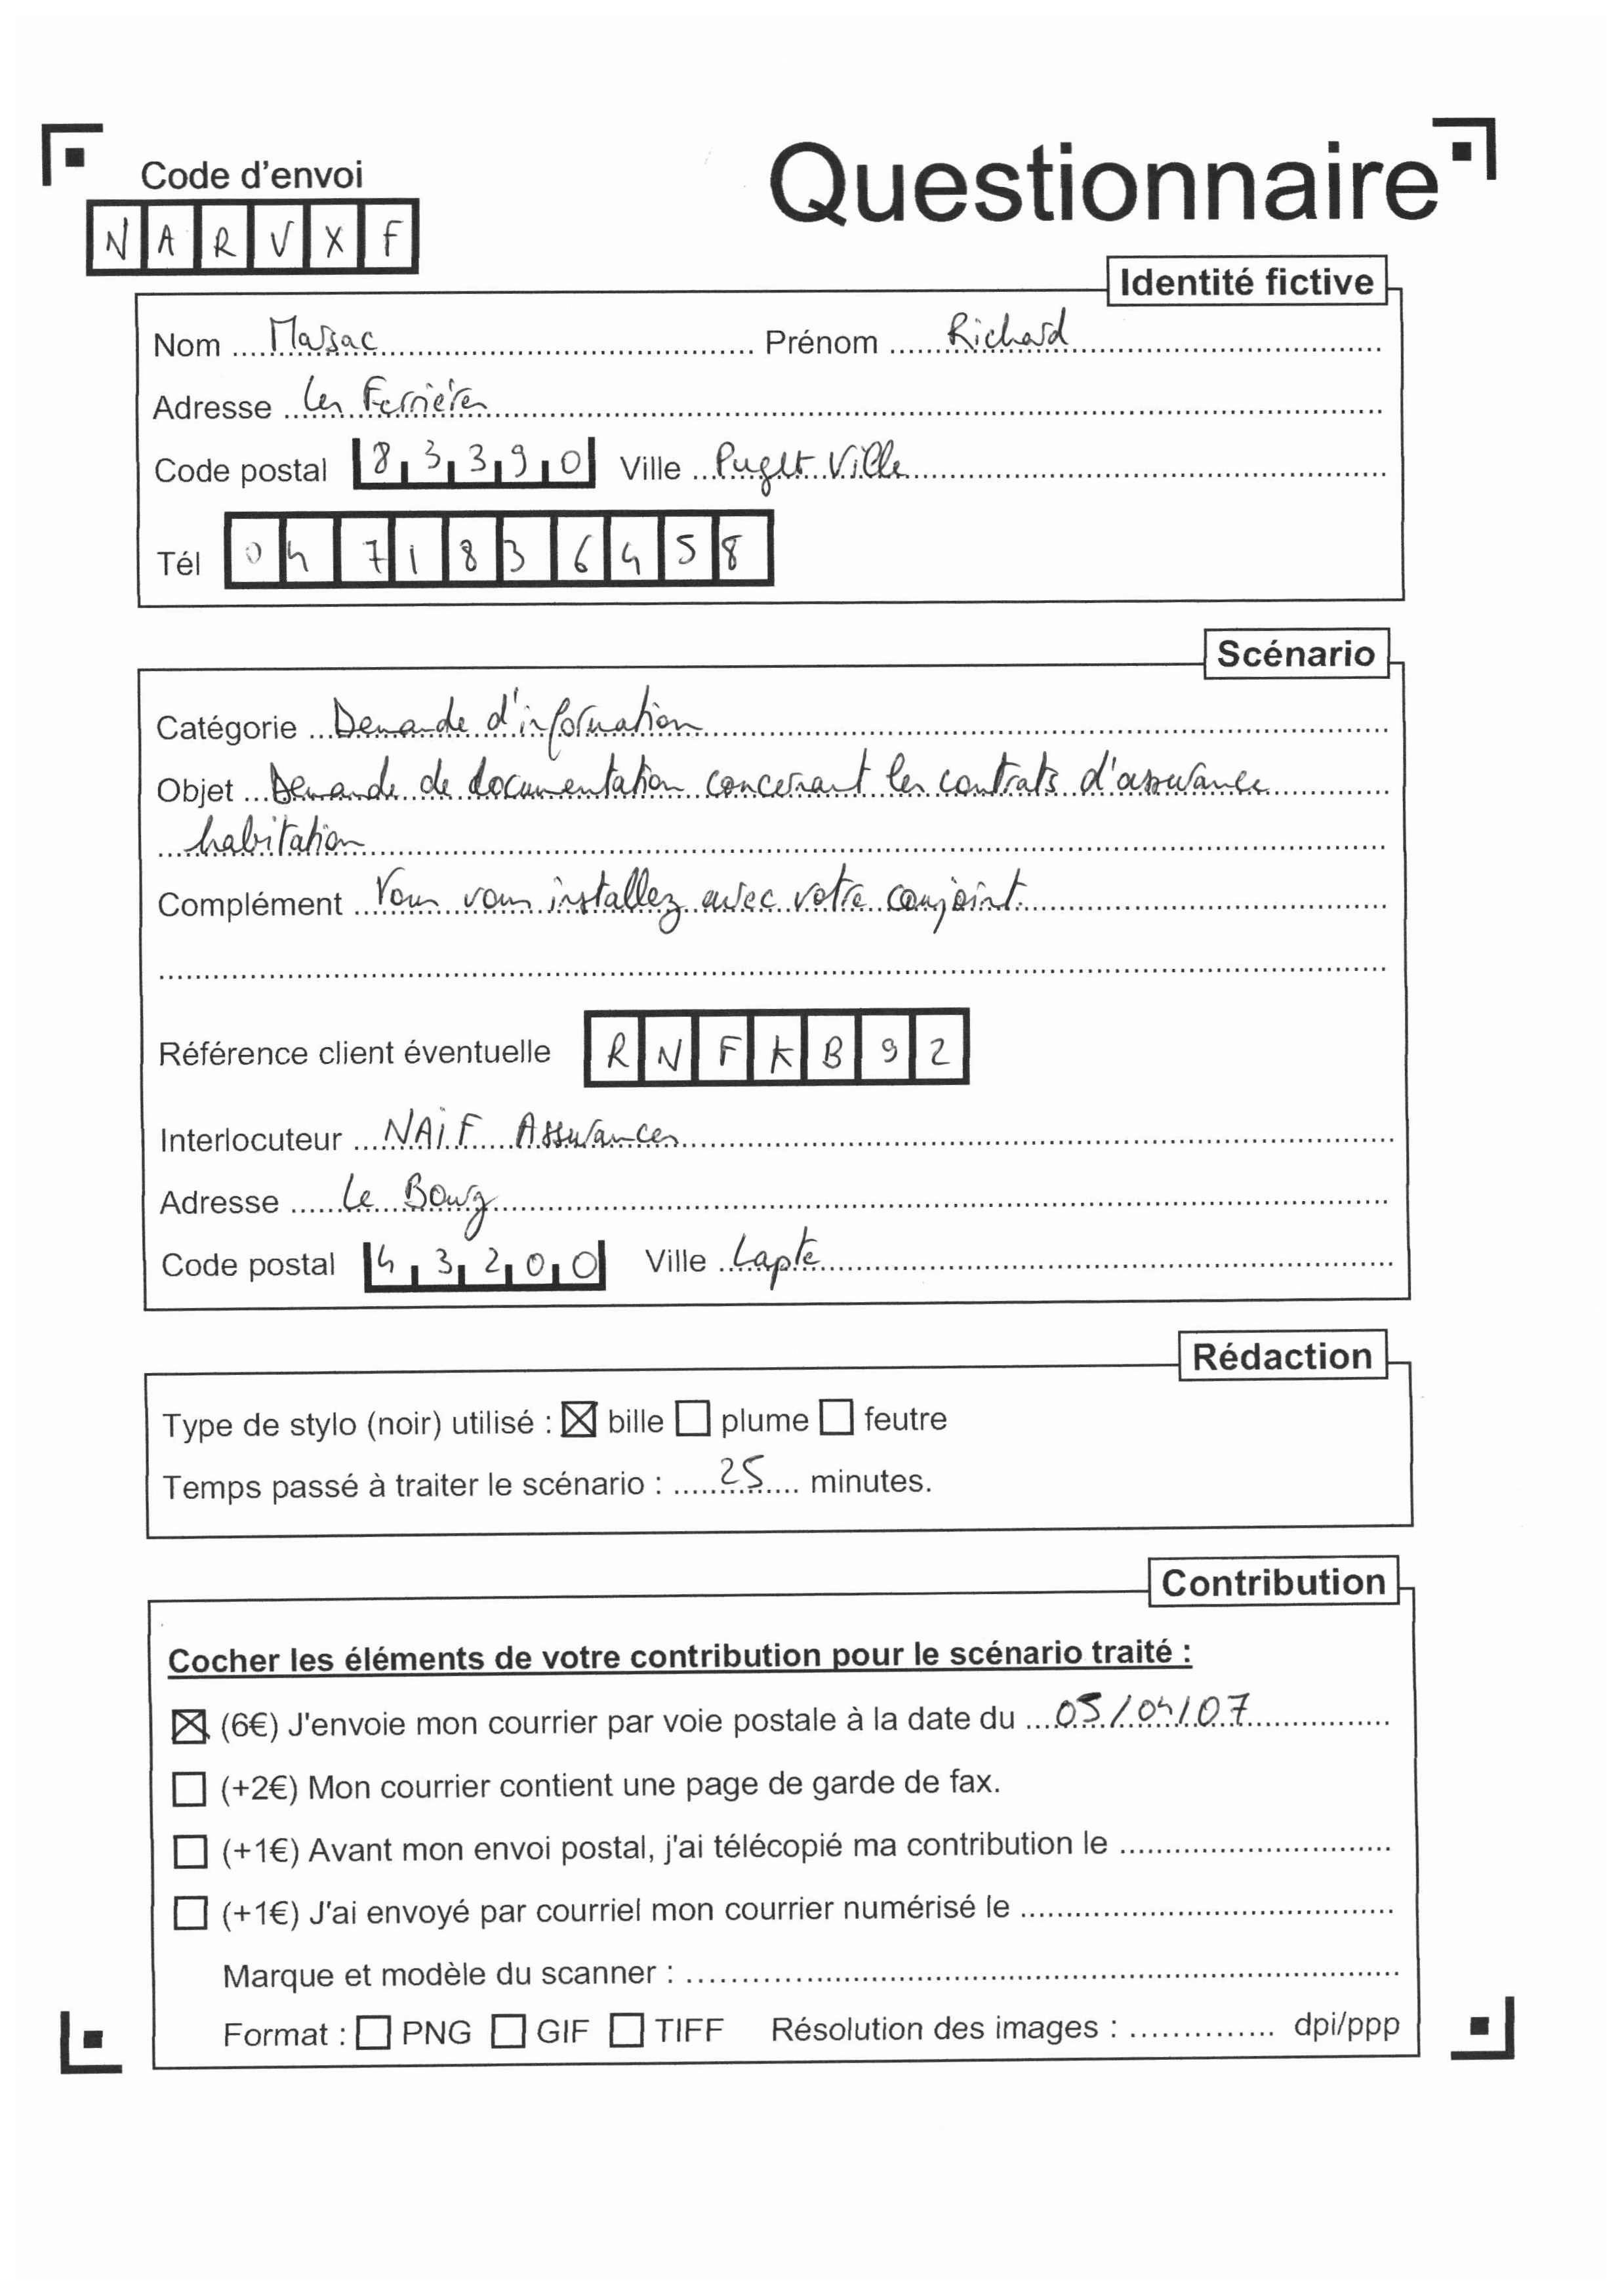 Questionnaire
Code d'envoi
N A R V X F
Identité fictive
Nom Marsac Prénom Richard
Adresse Les Ferrières
Code postal 8 3 3 9 0 Ville Puget Ville
Tél 0 4 7 1 8 3 6 4 5 8
Scénario
Catégorie Demande d'information
Objet Demande de documentation concernant les contrats d'assurance
habitation
Complément Vous vous installez avec votre conjoint.
Référence client éventuelle R N F K B 9 2
Interlocuteur NAIF Assurances
Adresse Le Bourg
Code postal 4 3 2 0 0 Ville Lapte
Rédaction
Type de stylo (noir) utilisé : ☒ bille ☐ plume ☐ feutre
Temps passé à traiter le scénario : 25 minutes.
Contribution
Cocher les éléments de votre contribution pour le scénario traité :
☒ (6€) J'envoie mon courrier par voie postale à la date du 05/04/07
☐ (+2€) Mon courrier contient une page de garde de fax.
☐ (+1€) Avant mon envoi postal, j'ai télécopié ma contribution le
☐ (+1€) J'ai envoyé par courriel mon courrier numérisé le
Marque et modèle du scanner :
Format : ☐ PNG ☐ GIF ☐ TIFF Résolution des images : dpi/ppp